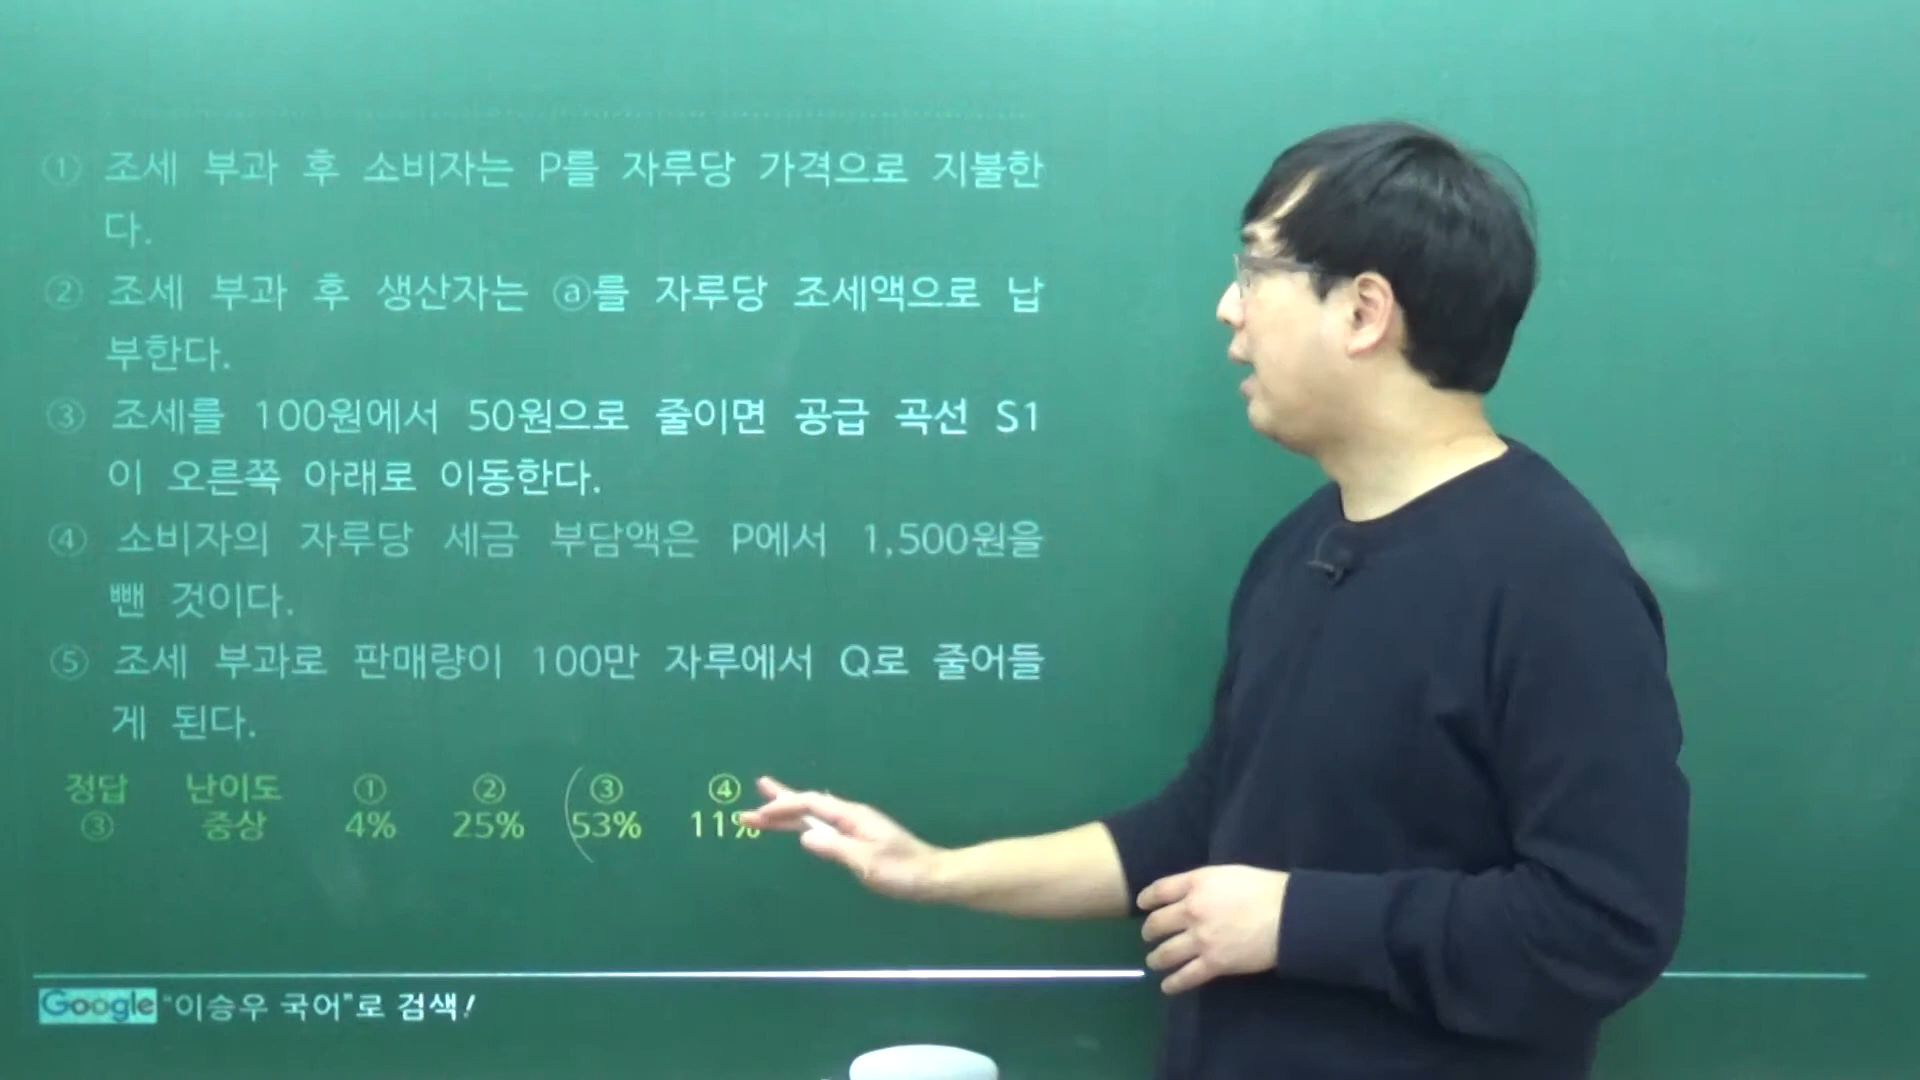 ① 조세 부과 후 소비자는 P를 자루당 가격으로 지불한
다.
② 조세 부과 후 생산자는 ⓐ를 자루당 조세액으로 납
부한다.
③ 조세를 100원에서 50원으로 줄이면 공급 곡선 S1
이 오른쪽 아래로 이동한다.
④ 소비자의 자루당 세금 부담액은 P에서 1,500원을
뺀 것이다.
⑤ 조세 부과로 판매량이 100만 자루에서 Q로 줄어들
게 된다.
정답 난이도 ① ② ③ ④
③ 중상 4% 25% 53% 11%
Google "이승우 국어"로 검색!